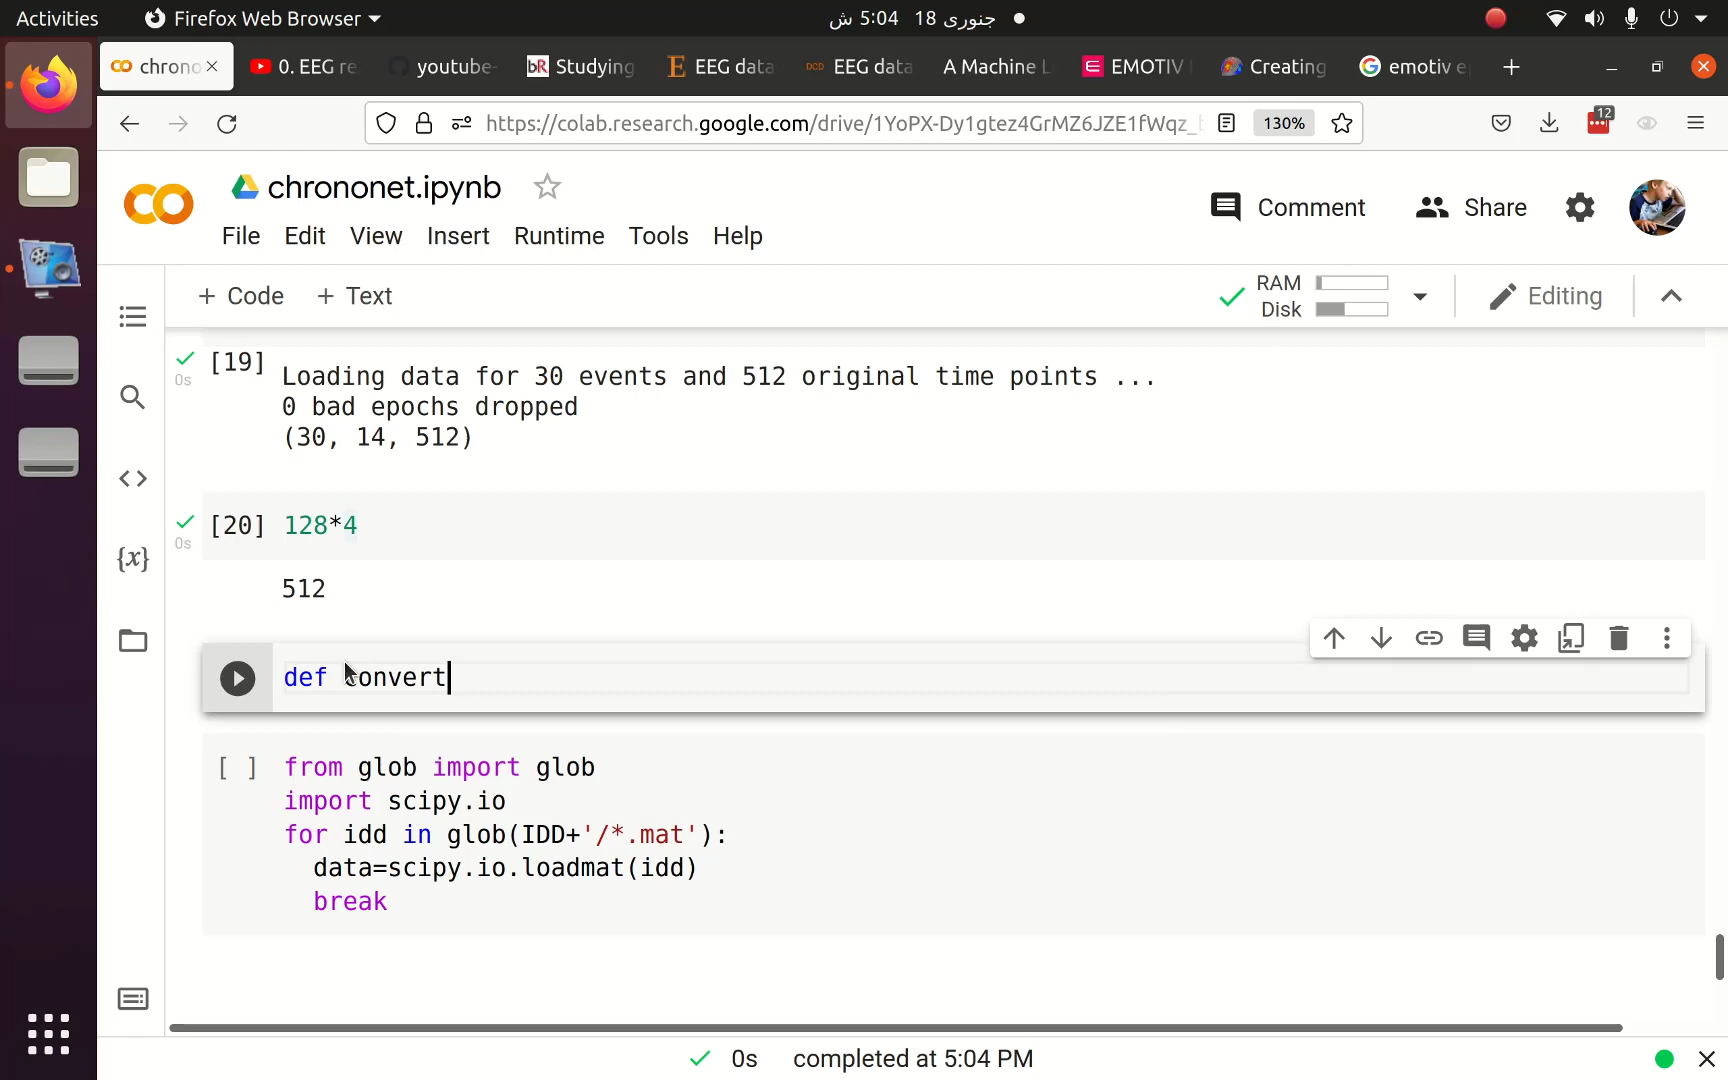 Activities
Firefox Web Browser
جنوری 18 5:04 ش
chrono
0. EEG re
youtube-
bR Studying
E EEG data
DCD EEG data
A Machine L
EMOTIV
Creating
G emotiv e
https://colab.research.google.com/drive/1YoPX-Dy1gtez4GrMZ6JZE1fWqz_
130%
12
chrononet.ipynb
Comment
Share
File Edit View Insert Runtime Tools Help
+ Code + Text
RAM
Disk
Editing
[19]
0s
Loading data for 30 events and 512 original time points ...
0 bad epochs dropped
(30, 14, 512)
[20] 128*4
0s
512
{x}
def convert
[ ] from glob import glob
import scipy.io
for idd in glob(IDD+'/*.mat'):
data=scipy.io.loadmat(idd)
break
0s completed at 5:04 PM